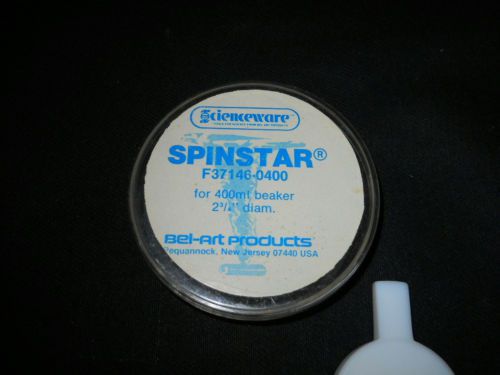 Scienceware
SPINSTAR®
F37146-0400
for 400ml beaker
2¾" diam.
Bel-Art Products
Pequannock, New Jersey 07440 USA